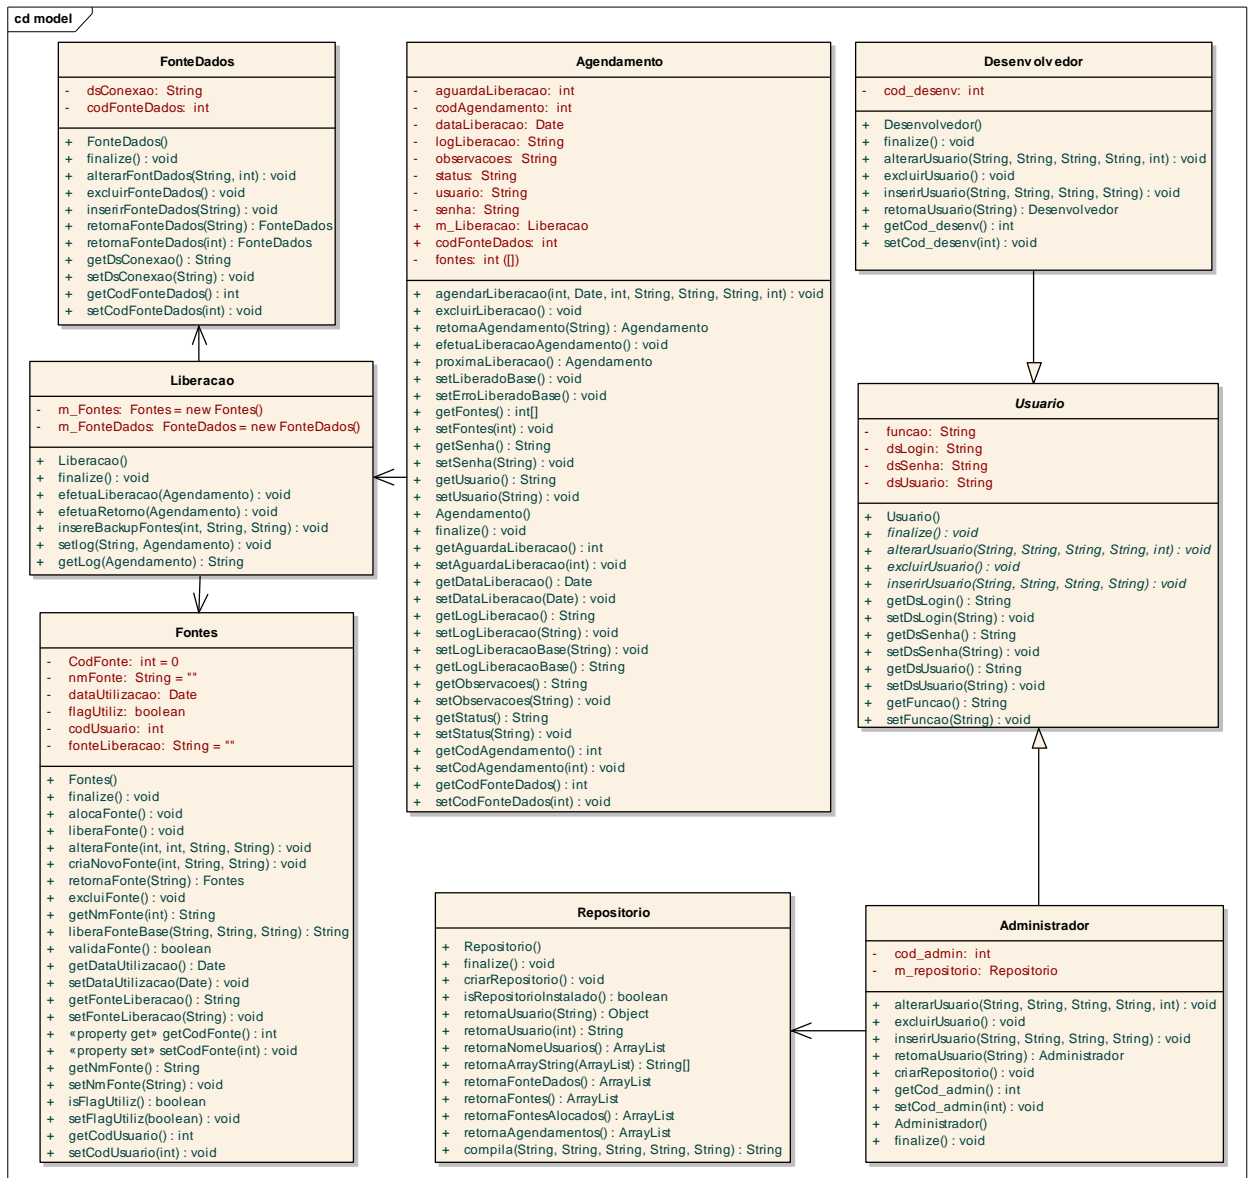 cd model
FonteDados
- dsConexao: String
- codFonteDados: int
+ FonteDados()
+ finalize() : void
+ alterarFontDados(String, int) : void
+ excluirFonteDados() : void
+ inserirFonteDados(String) : void
+ retornaFonteDados(String) : FonteDados
+ retornaFonteDados(int) : FonteDados
+ getDsConexao() : String
+ setDsConexao(String) : void
+ getCodFonteDados() : int
+ setCodFonteDados(int) : void
Liberacao
- m_Fontes: Fontes = new Fontes()
- m_FonteDados: FonteDados = new FonteDados()
+ Liberacao()
+ finalize() : void
+ efetuaLiberacao(Agendamento) : void
+ efetuaRetorno(Agendamento) : void
+ insereBackupFontes(int, String, String) : void
+ setlog(String, Agendamento) : void
+ getLog(Agendamento) : String
Fontes
- CodFonte: int = 0
- nmFonte: String = ""
- dataUtilizacao: Date
- flagUtiliz: boolean
- codUsuario: int
- fonteLiberacao: String = ""
+ Fontes()
+ finalize() : void
+ alocaFonte() : void
+ liberaFonte() : void
+ alteraFonte(int, int, String, String) : void
+ criaNovoFonte(int, String, String) : void
+ retornaFonte(String) : Fontes
+ excluiFonte() : void
+ getNmFonte(int) : String
+ liberaFonteBase(String, String, String) : String
+ validaFonte() : boolean
+ getDataUtilizacao() : Date
+ setDataUtilizacao(Date) : void
+ getFonteLiberacao() : String
+ setFonteLiberacao(String) : void
+ «property get» getCodFonte() : int
+ «property set» setCodFonte(int) : void
+ getNmFonte() : String
+ setNmFonte(String) : void
+ isFlagUtiliz() : boolean
+ setFlagUtiliz(boolean) : void
+ getCodUsuario() : int
+ setCodUsuario(int) : void
Agendamento
- aguardaLiberacao: int
- codAgendamento: int
- dataLiberacao: Date
- logLiberacao: String
- observacoes: String
- status: String
- usuario: String
- senha: String
+ m_Liberacao: Liberacao
+ codFonteDados: int
- fontes: int ([])
+ agendarLiberacao(int, Date, int, String, String, String, int) : void
+ excluirLiberacao() : void
+ retornaAgendamento(String) : Agendamento
+ efetuaLiberacaoAgendamento() : void
+ proximaLiberacao() : Agendamento
+ setLiberadoBase() : void
+ setErroLiberadoBase() : void
+ getFontes() : int[]
+ setFontes(int) : void
+ getSenha() : String
+ setSenha(String) : void
+ getUsuario() : String
+ setUsuario(String) : void
+ Agendamento()
+ finalize() : void
+ getAguardaLiberacao() : int
+ setAguardaLiberacao(int) : void
+ getDataLiberacao() : Date
+ setDataLiberacao(Date) : void
+ getLogLiberacao() : String
+ setLogLiberacao(String) : void
+ setLogLiberacaoBase(String) : void
+ getLogLiberacaoBase() : String
+ getObservacoes() : String
+ setObservacoes(String) : void
+ getStatus() : String
+ setStatus(String) : void
+ getCodAgendamento() : int
+ setCodAgendamento(int) : void
+ getCodFonteDados() : int
+ setCodFonteDados(int) : void
Desenvolvedor
- cod_desenv: int
+ Desenvolvedor()
+ finalize() : void
+ alterarUsuario(String, String, String, String, int) : void
+ excluirUsuario() : void
+ inserirUsuario(String, String, String, String) : void
+ retornaUsuario(String) : Desenvolvedor
+ getCod_desenv() : int
+ setCod_desenv(int) : void
Usuario
- funcao: String
- dsLogin: String
- dsSenha: String
- dsUsuario: String
+ Usuario()
+ finalize() : void
+ alterarUsuario(String, String, String, String, int) : void
+ excluirUsuario() : void
+ inserirUsuario(String, String, String, String) : void
+ getDsLogin() : String
+ setDsLogin(String) : void
+ getDsSenha() : String
+ setDsSenha(String) : void
+ getDsUsuario() : String
+ setDsUsuario(String) : void
+ getFuncao() : String
+ setFuncao(String) : void
Repositorio
+ Repositorio()
+ finalize() : void
+ criarRepositorio() : void
+ isRepositorioInstalado() : boolean
+ retornaUsuario(String) : Object
+ retornaUsuario(int) : String
+ retornaNomeUsuarios() : ArrayList
+ retornaArrayString(ArrayList) : String[]
+ retornaFonteDados() : ArrayList
+ retornaFontes() : ArrayList
+ retornaFontesAlocados() : ArrayList
+ retornaAgendamentos() : ArrayList
+ compila(String, String, String, String, String) : String
Administrador
- cod_admin: int
- m_repositorio: Repositorio
+ alterarUsuario(String, String, String, String, int) : void
+ excluirUsuario() : void
+ inserirUsuario(String, String, String, String) : void
+ retornaUsuario(String) : Administrador
+ criarRepositorio() : void
+ getCod_admin() : int
+ setCod_admin(int) : void
+ Administrador()
+ finalize() : void